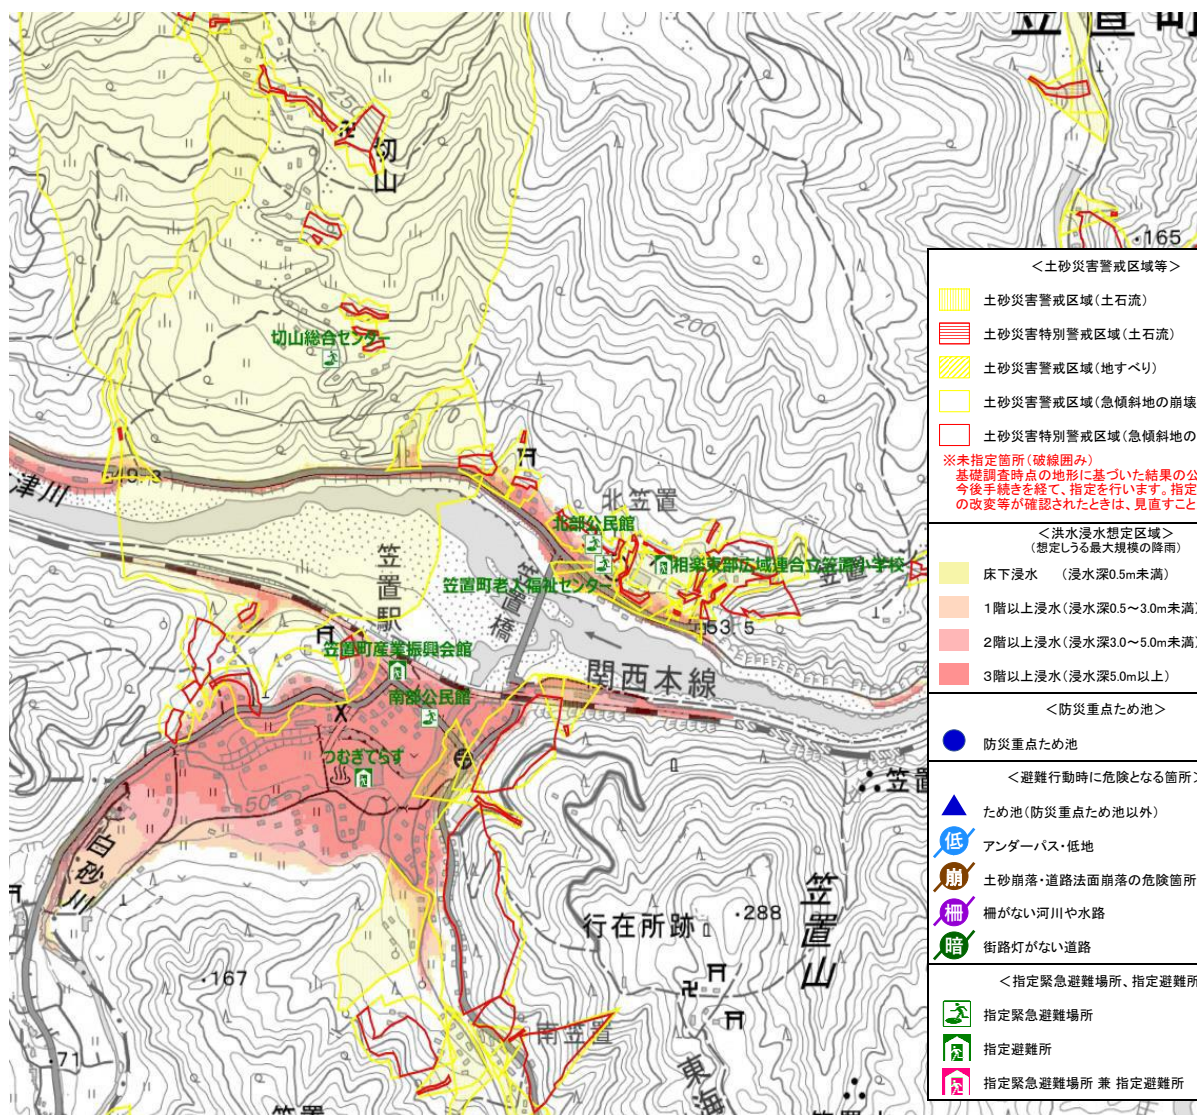 笠置町
250
切山
165
200
切山総合センター
津川
北笠置
北部公民館
相楽東部広域連合立笠置小学校
笠置町老人福祉センター
笠置駅
笠置橋
53.5
笠置町産業振興会館
関西本線
南部公民館
つむぎてらす
50
白砂川
笠置山
行在所跡
288
167
南笠置
71
東海
笠置
＜土砂災害警戒区域等＞
土砂災害警戒区域（土石流）
土砂災害特別警戒区域（土石流）
土砂災害警戒区域（地すべり）
土砂災害警戒区域（急傾斜地の崩壊
土砂災害特別警戒区域（急傾斜地の
※未指定箇所（破線囲み）
基礎調査時点の地形に基づいた結果の公
今後手続きを経て、指定を行います。指定
の改変等が確認されたときは、見直すこと
＜洪水浸水想定区域＞
（想定しうる最大規模の降雨）
床下浸水　（浸水深0.5m未満）
1階以上浸水（浸水深0.5～3.0m未満）
2階以上浸水（浸水深3.0～5.0m未満）
3階以上浸水（浸水深5.0m以上）
＜防災重点ため池＞
防災重点ため池
＜避難行動時に危険となる箇所＞
ため池（防災重点ため池以外）
低 アンダーパス・低地
崩 土砂崩落・道路法面崩落の危険箇所
柵 柵がない河川や水路
暗 街路灯がない道路
＜指定緊急避難場所、指定避難所
指定緊急避難場所
指定避難所
指定緊急避難場所 兼 指定避難所